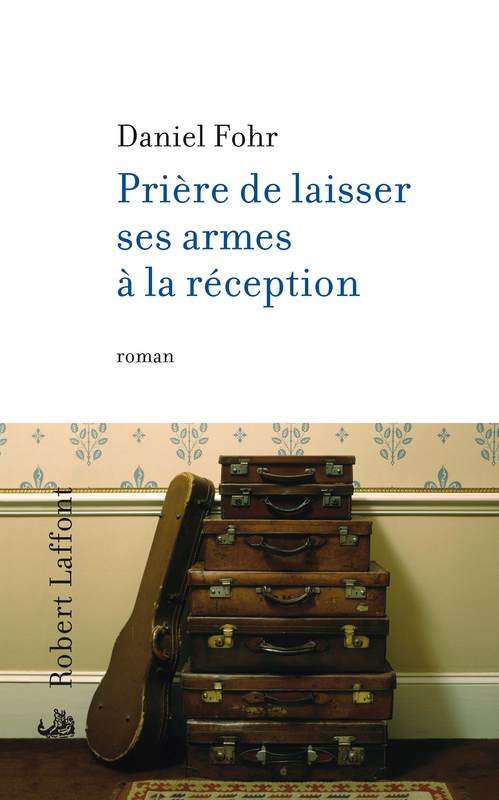 Daniel Fohr
Prière de laisser
ses armes
à la réception
roman
Robert Laffont